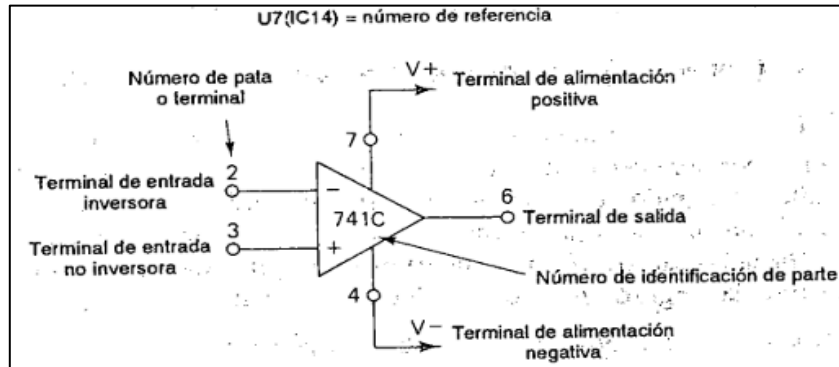 U7(IC14) = número de referencia
Número de pata
o terminal
V+
Terminal de alimentación
positiva
7
2
Terminal de entrada
inversora
−
6
741C
Terminal de salida
3
Terminal de entrada
no inversora
+
Número de identificación de parte
4
V−
Terminal de alimentación
negativa